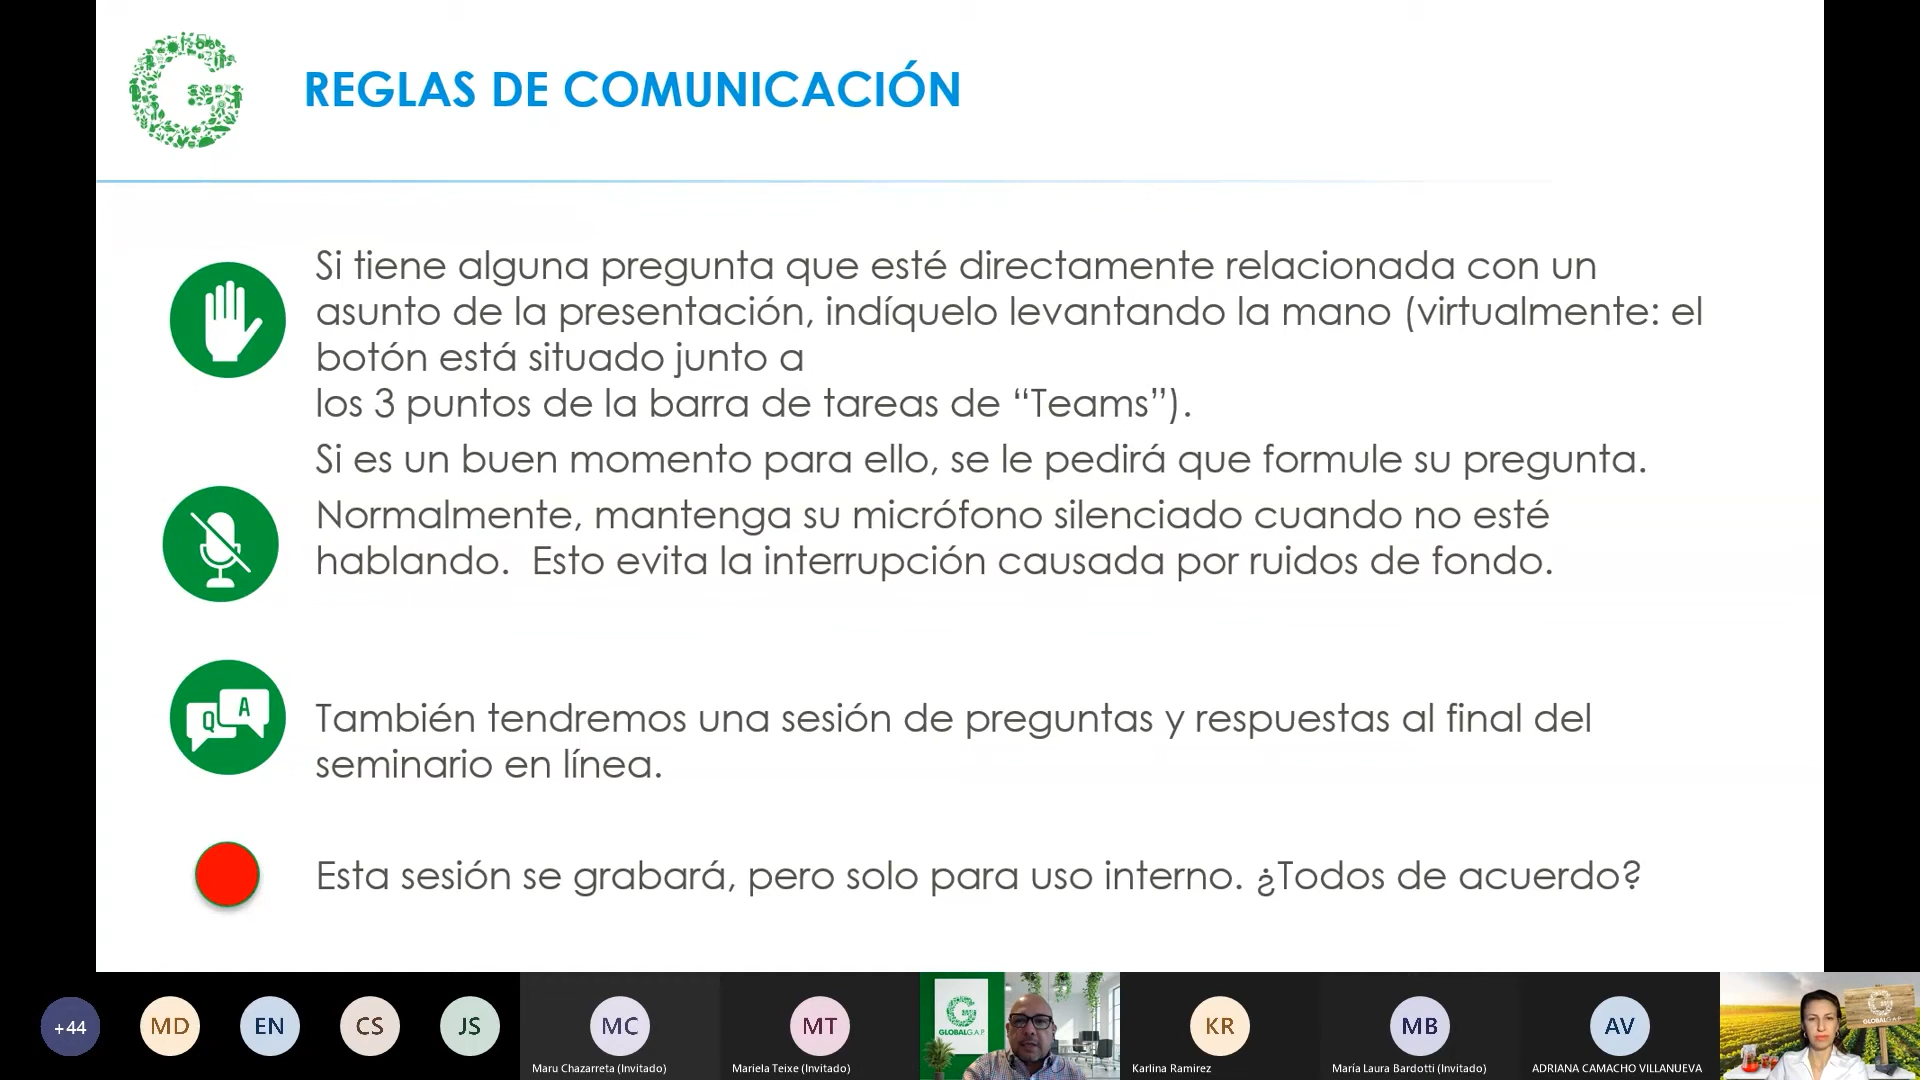 REGLAS DE COMUNICACIÓN
Si tiene alguna pregunta que esté directamente relacionada con un
asunto de la presentación, indíquelo levantando la mano (virtualmente: el
botón está situado junto a
los 3 puntos de la barra de tareas de “Teams”).
Si es un buen momento para ello, se le pedirá que formule su pregunta.
Normalmente, mantenga su micrófono silenciado cuando no esté
hablando.  Esto evita la interrupción causada por ruidos de fondo.
Q A
También tendremos una sesión de preguntas y respuestas al final del
seminario en línea.
Esta sesión se grabará, pero solo para uso interno. ¿Todos de acuerdo?
+44 MD EN CS JS MC MT KR MB AV
GLOBALG.A.P
Maru Chazarreta (Invitado) Mariela Teixe (Invitado) Karlina Ramirez María Laura Bardotti (Invitado) ADRIANA CAMACHO VILLANUEVA